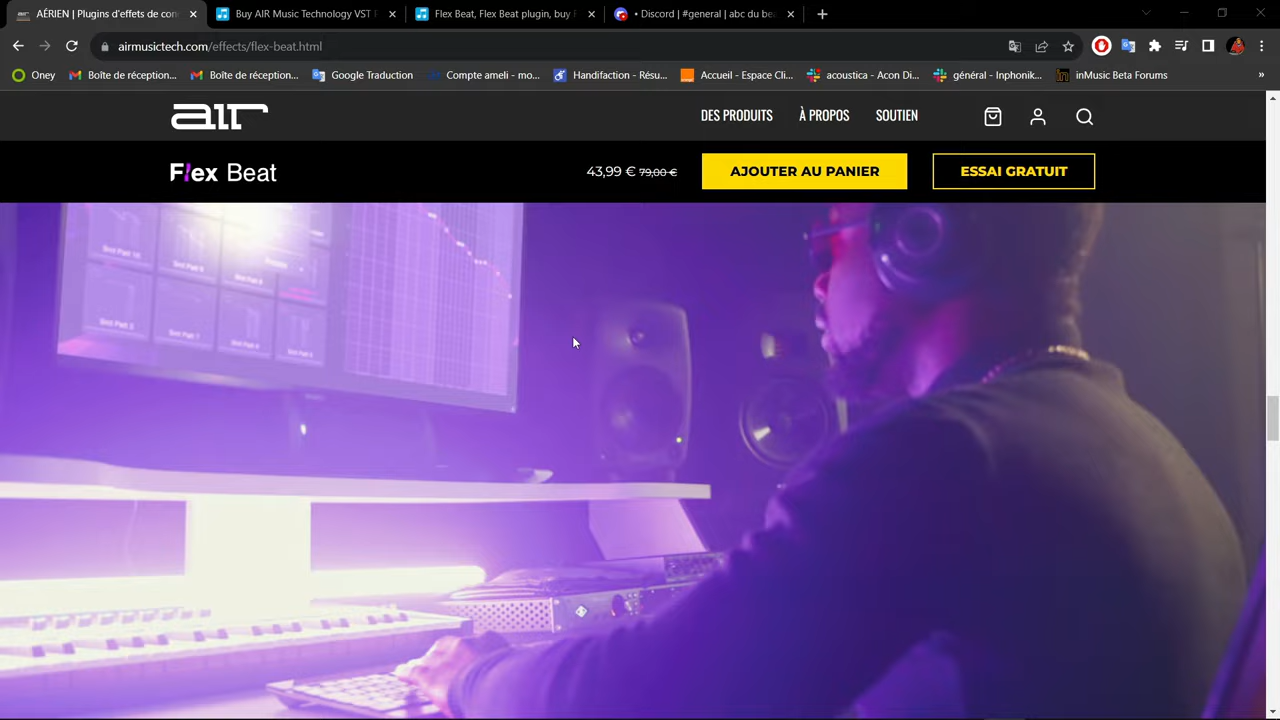 AÉRIEN | Plugins d'effets de con
Buy AIR Music Technology VST P
Flex Beat, Flex Beat plugin, buy F
• Discord | #general | abc du bea
airmusictech.com/effects/flex-beat.html
Oney
Boîte de réception...
Boîte de réception...
Google Traduction
Compte ameli - mo...
Handifaction - Résu...
Accueil - Espace Cli...
acoustica - Acon Di...
général - Inphonik...
inMusic Beta Forums
»
air
DES PRODUITS
À PROPOS
SOUTIEN
Flex Beat
43,99 € 79,00 €
AJOUTER AU PANIER
ESSAI GRATUIT